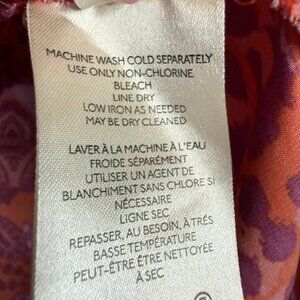 MACHINE WASH COLD SEPARATELY
USE ONLY NON-CHLORINE
BLEACH
LINE DRY
LOW IRON AS NEEDED
MAY BE DRY CLEANED
LAVER À LA MACHINE À L'EAU
FROIDE SÉPARÉMENT
UTILISER UN AGENT DE
BLANCHIMENT SANS CHLORE SI
NÉCESSAIRE
LIGNE SEC
REPASSER, AU BESOIN, À TRÉS
BASSE TEMPÉRATURE
PEUT-ÊTRE ÊTRE NETTOYÉE
À SEC